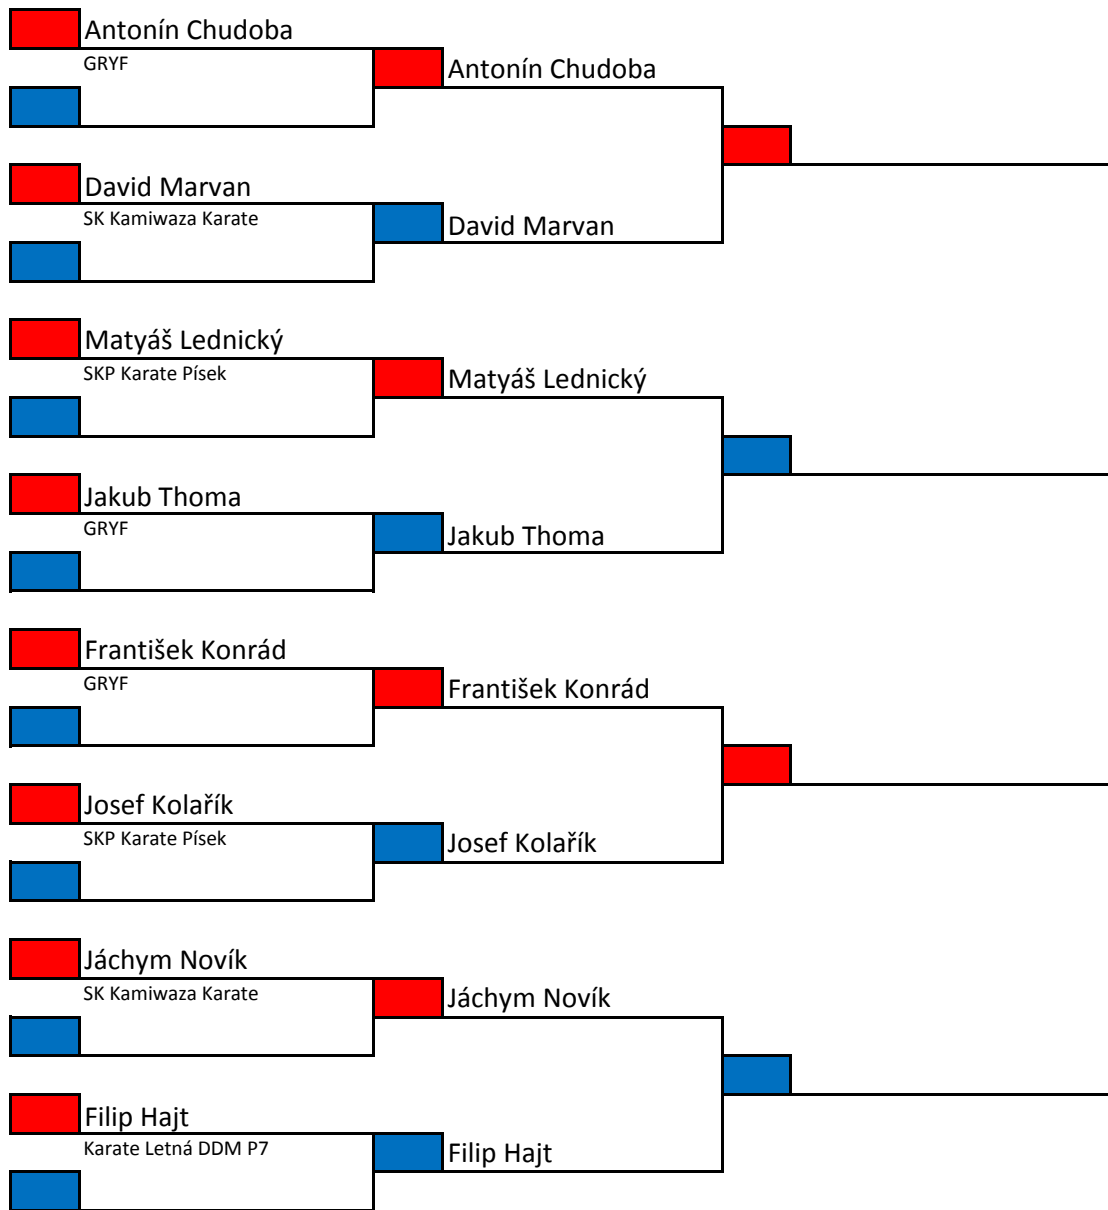 Antonín Chudoba
GRYF
Antonín Chudoba
David Marvan
SK Kamiwaza Karate
David Marvan
Matyáš Lednický
SKP Karate Písek
Matyáš Lednický
Jakub Thoma
GRYF
Jakub Thoma
František Konrád
GRYF
František Konrád
Josef Kolařík
SKP Karate Písek
Josef Kolařík
Jáchym Novík
SK Kamiwaza Karate
Jáchym Novík
Filip Hajt
Karate Letná DDM P7
Filip Hajt